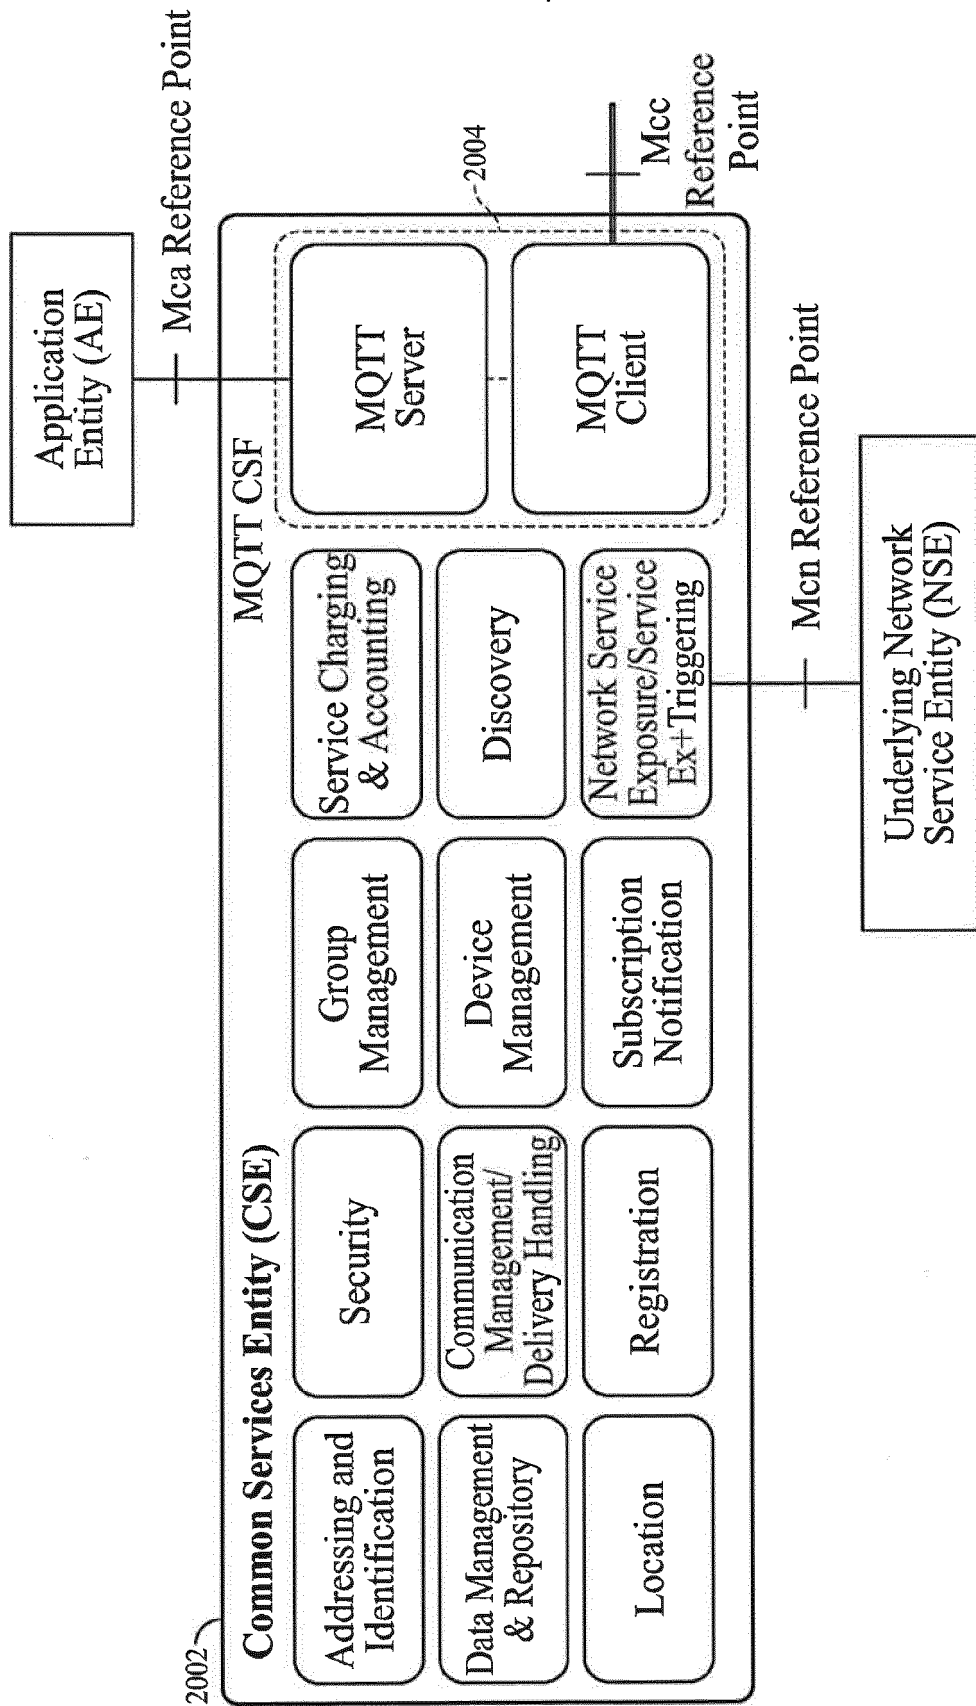 Application
Entity (AE)
Mca Reference Point
2002
Common Services Entity (CSE)
MQTT CSF
2004
Addressing and
Identification
Security
Group
Management
Service Charging
& Accounting
MQTT
Server
Data Management
& Repository
Communication
Management/
Delivery Handling
Device
Management
Discovery
MQTT
Client
Location
Registration
Subscription
Notification
Network Service
Exposure/Service
Ex+Triggering
Mcc
Reference
Point
Mcn Reference Point
Underlying Network
Service Entity (NSE)